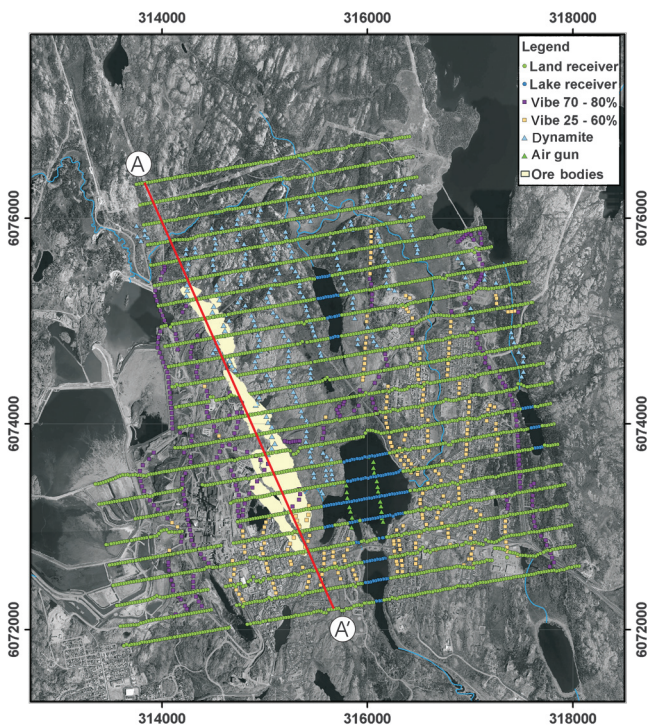 314000 316000 318000
Legend
Land receiver
Lake receiver
Vibe 70 - 80%
Vibe 25 - 60%
Dynamite
Air gun
Ore bodies
A
6076000 6076000
6074000 6074000
6072000 6072000
A'
314000 316000 318000